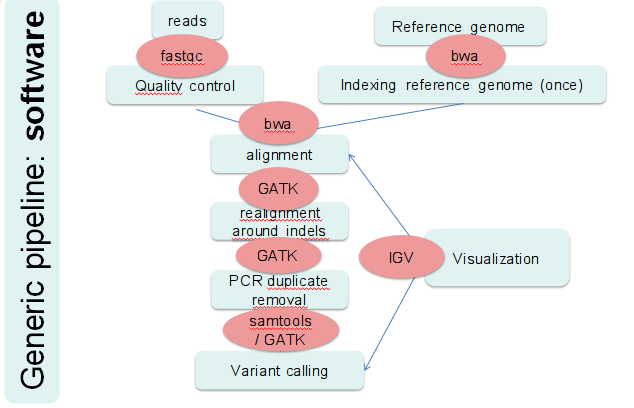 Generic pipeline: software
reads
Reference genome
fastqc
bwa
Quality control
Indexing reference genome (once)
bwa
alignment
GATK
realignment
around indels
GATK
IGV
Visualization
PCR duplicate
removal
samtools
/ GATK
Variant calling